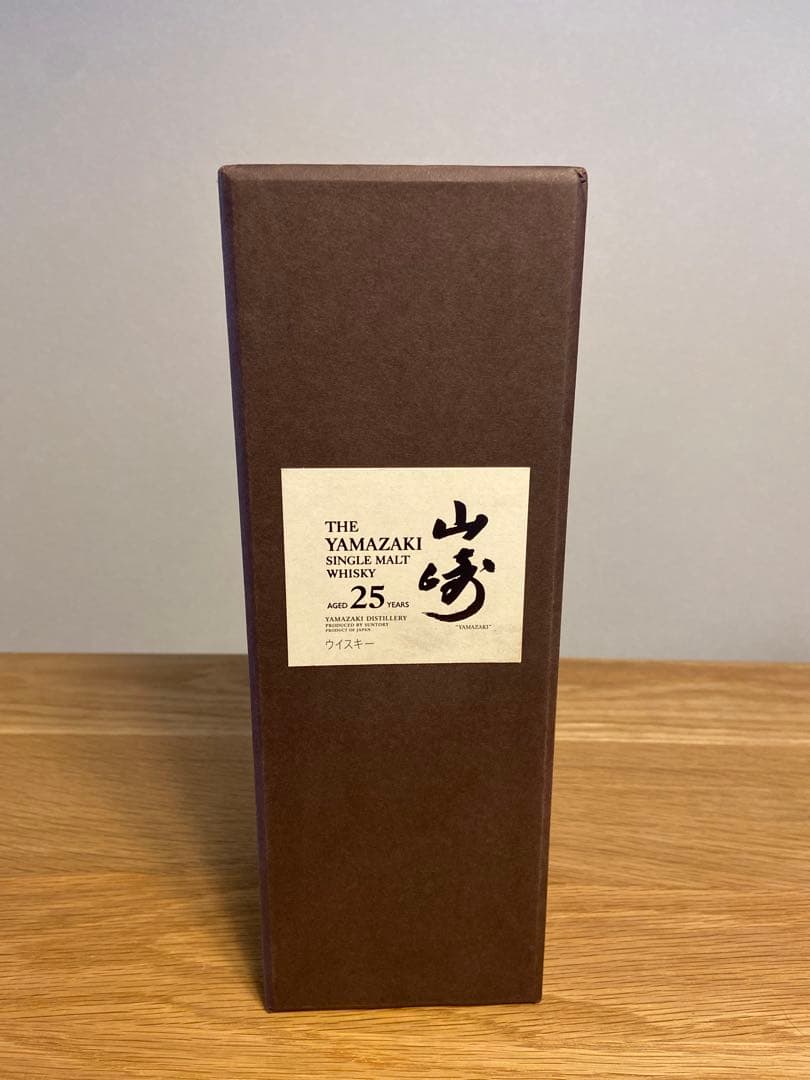 THE
YAMAZAKI
SINGLE MALT
WHISKY
AGED 25 YEARS
YAMAZAKI DISTILLERY
PRODUCED BY SUNTORY
PRODUCT OF JAPAN
ウイスキー
山崎
"YAMAZAKI"